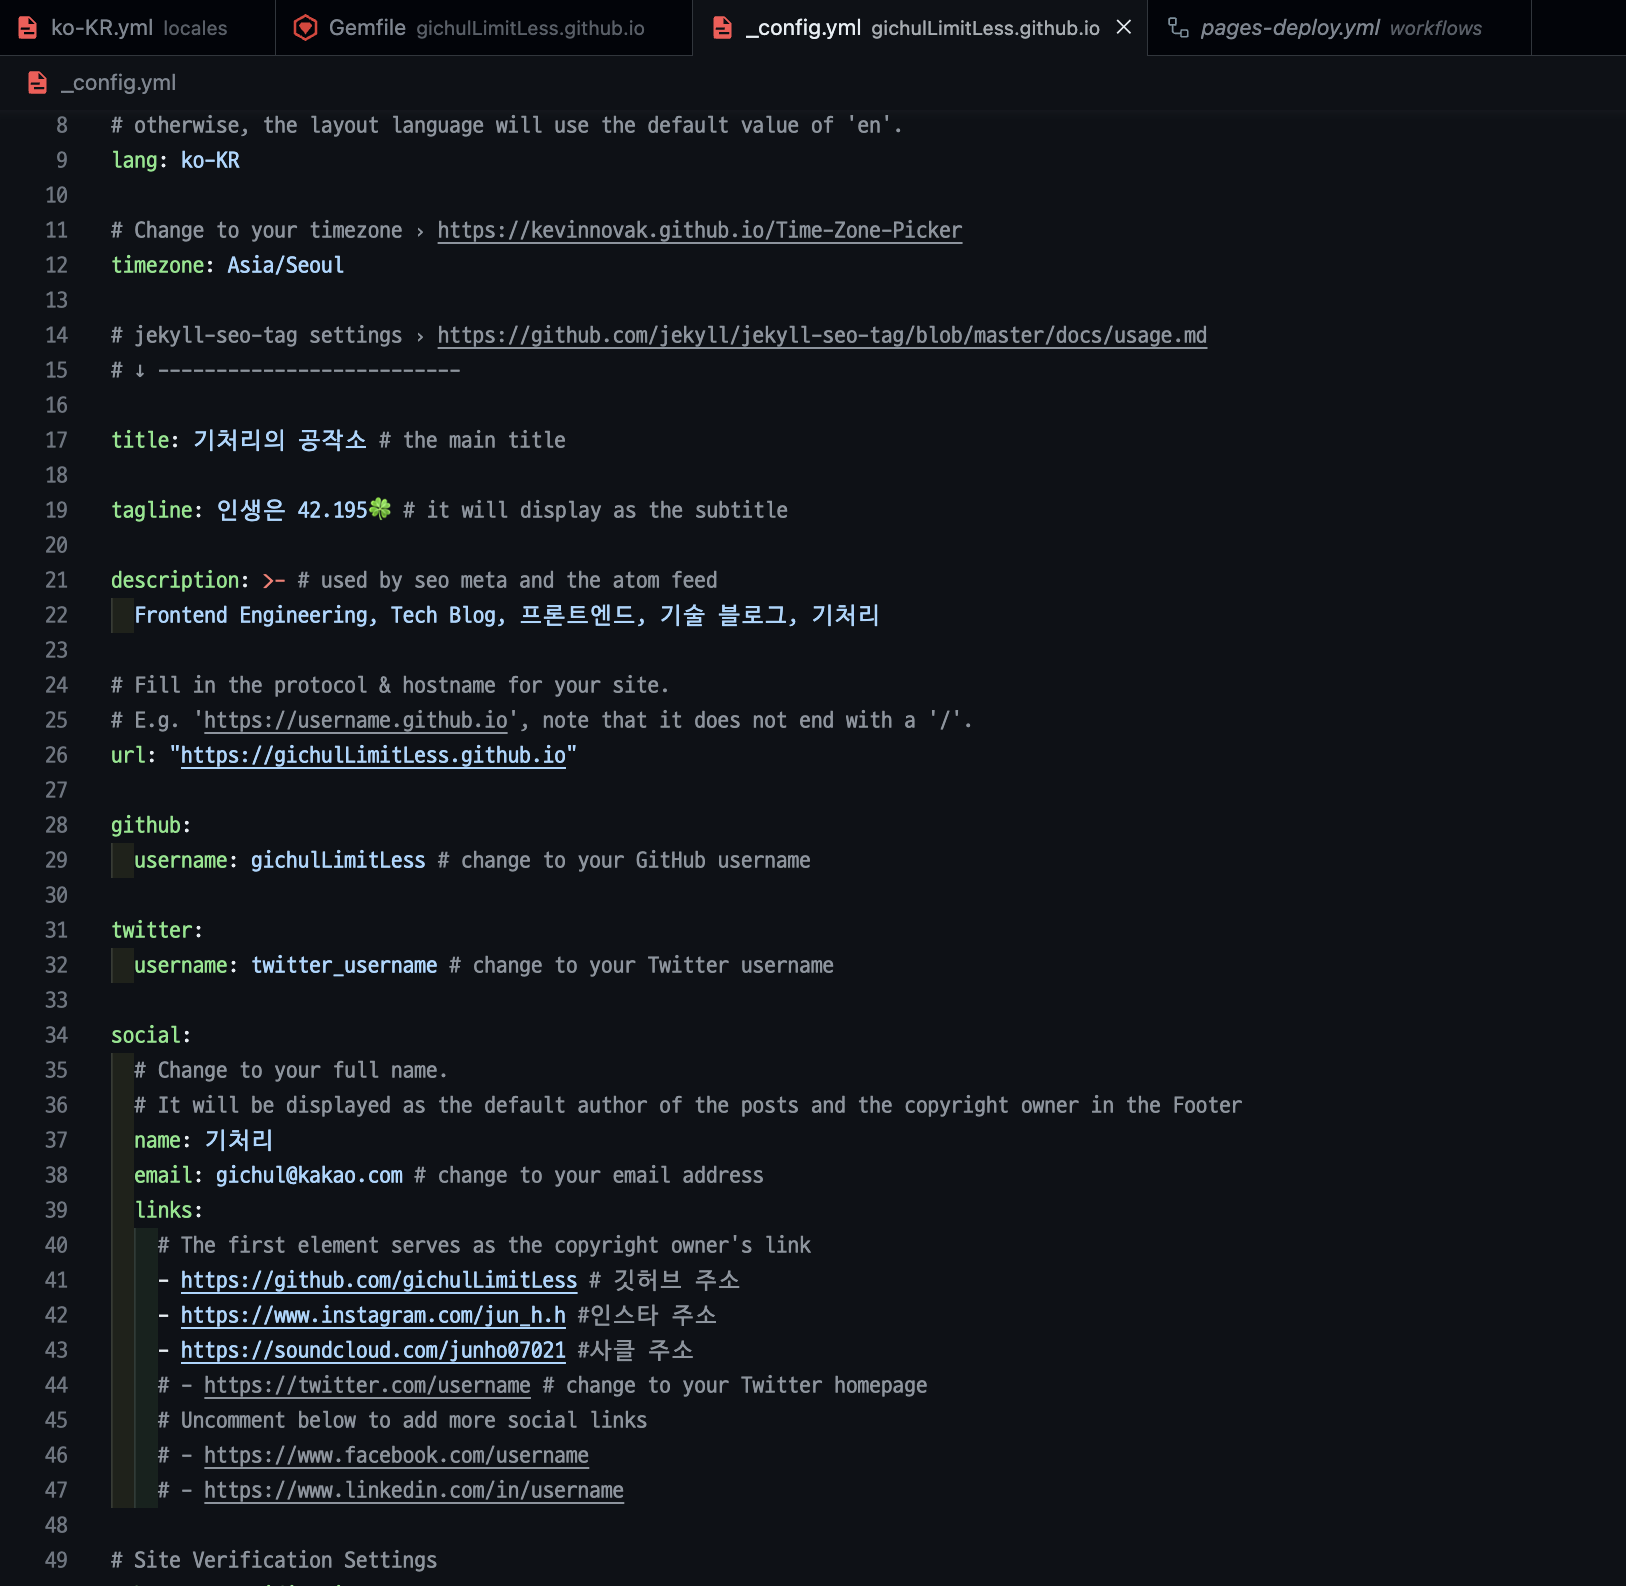 ko-KR.yml locales Gemfile gichulLimitLess.github.io _config.yml gichulLimitLess.github.io pages-deploy.yml workflows
_config.yml
8 # otherwise, the layout language will use the default value of 'en'.
9 lang: ko-KR
10
11 # Change to your timezone › https://kevinnovak.github.io/Time-Zone-Picker
12 timezone: Asia/Seoul
13
14 # jekyll-seo-tag settings › https://github.com/jekyll/jekyll-seo-tag/blob/master/docs/usage.md
15 # ↓ --------------------------
16
17 title: 기처리의 공작소 # the main title
18
19 tagline: 인생은 42.195🍀 # it will display as the subtitle
20
21 description: >- # used by seo meta and the atom feed
22 Frontend Engineering, Tech Blog, 프론트엔드, 기술 블로그, 기처리
23
24 # Fill in the protocol & hostname for your site.
25 # E.g. 'https://username.github.io', note that it does not end with a '/'.
26 url: "https://gichulLimitLess.github.io"
27
28 github:
29 username: gichulLimitLess # change to your GitHub username
30
31 twitter:
32 username: twitter_username # change to your Twitter username
33
34 social:
35 # Change to your full name.
36 # It will be displayed as the default author of the posts and the copyright owner in the Footer
37 name: 기처리
38 email: gichul@kakao.com # change to your email address
39 links:
40 # The first element serves as the copyright owner's link
41 - https://github.com/gichulLimitLess # 깃허브 주소
42 - https://www.instagram.com/jun_h.h #인스타 주소
43 - https://soundcloud.com/junho07021 #사클 주소
44 # - https://twitter.com/username # change to your Twitter homepage
45 # Uncomment below to add more social links
46 # - https://www.facebook.com/username
47 # - https://www.linkedin.com/in/username
48
49 # Site Verification Settings